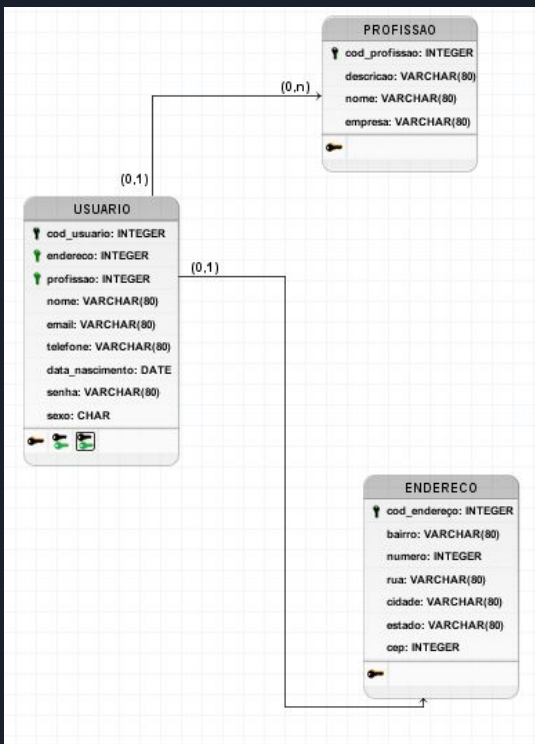 PROFISSAO
cod_profissao: INTEGER
descricao: VARCHAR(80)
nome: VARCHAR(80)
empresa: VARCHAR(80)
(0,n)
(0,1)
USUARIO
cod_usuario: INTEGER
endereco: INTEGER
profissao: INTEGER
nome: VARCHAR(80)
email: VARCHAR(80)
telefone: VARCHAR(80)
data_nascimento: DATE
senha: VARCHAR(80)
sexo: CHAR
(0,1)
ENDERECO
cod_endereço: INTEGER
bairro: VARCHAR(80)
numero: INTEGER
rua: VARCHAR(80)
cidade: VARCHAR(80)
estado: VARCHAR(80)
cep: INTEGER